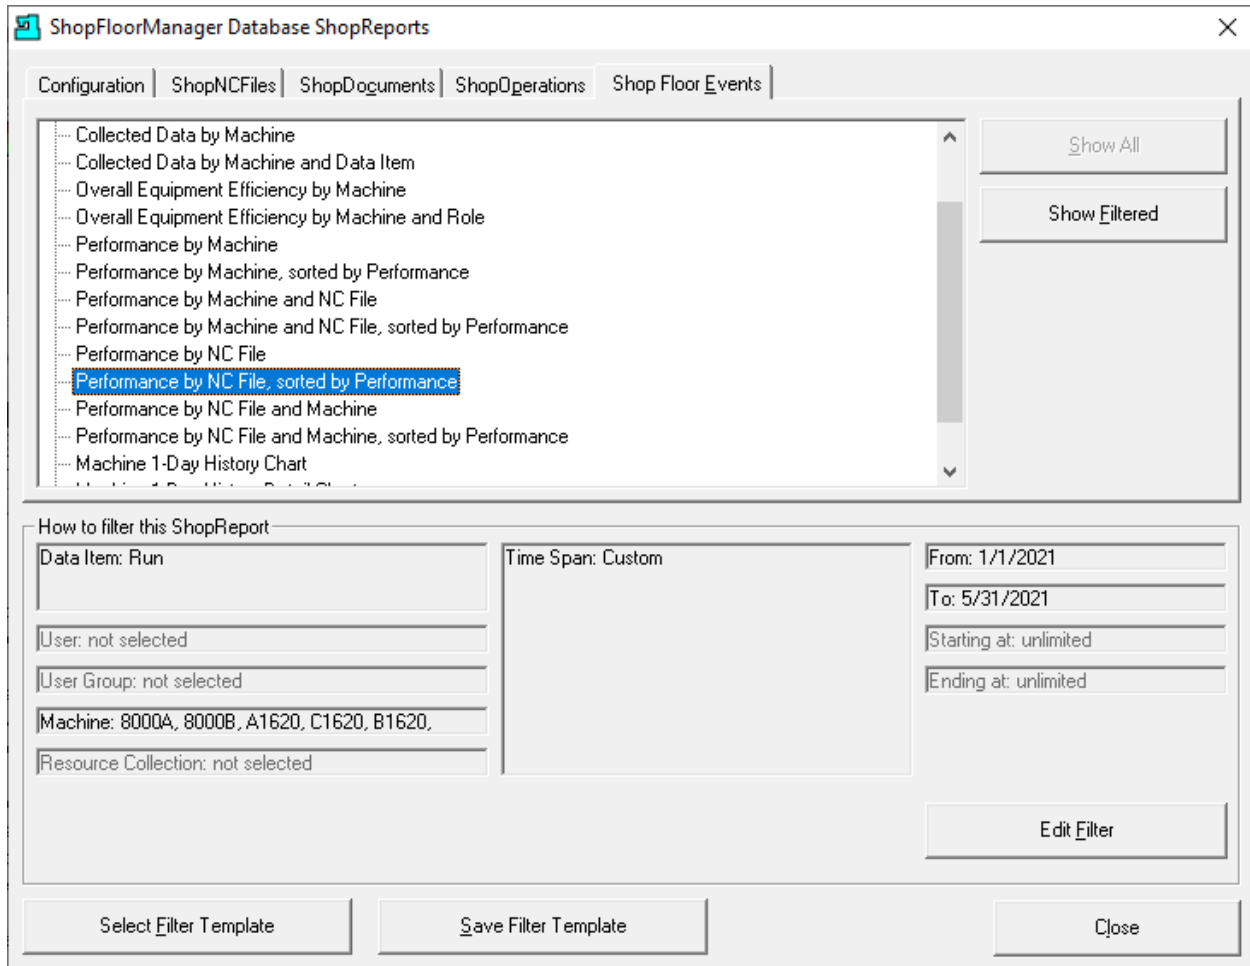 ShopFloorManager Database ShopReports
Configuration ShopNCFiles ShopDocuments ShopOperations Shop Floor Events
Collected Data by Machine
Collected Data by Machine and Data Item
Overall Equipment Efficiency by Machine
Overall Equipment Efficiency by Machine and Role
Performance by Machine
Performance by Machine, sorted by Performance
Performance by Machine and NC File
Performance by Machine and NC File, sorted by Performance
Performance by NC File
Performance by NC File, sorted by Performance
Performance by NC File and Machine
Performance by NC File and Machine, sorted by Performance
Machine 1-Day History Chart
Show All
Show Filtered
How to filter this ShopReport
Data Item: Run
User: not selected
User Group: not selected
Machine: 8000A, 8000B, A1620, C1620, B1620,
Resource Collection: not selected
Time Span: Custom
From: 1/1/2021
To: 5/31/2021
Starting at: unlimited
Ending at: unlimited
Edit Filter
Select Filter Template
Save Filter Template
Close